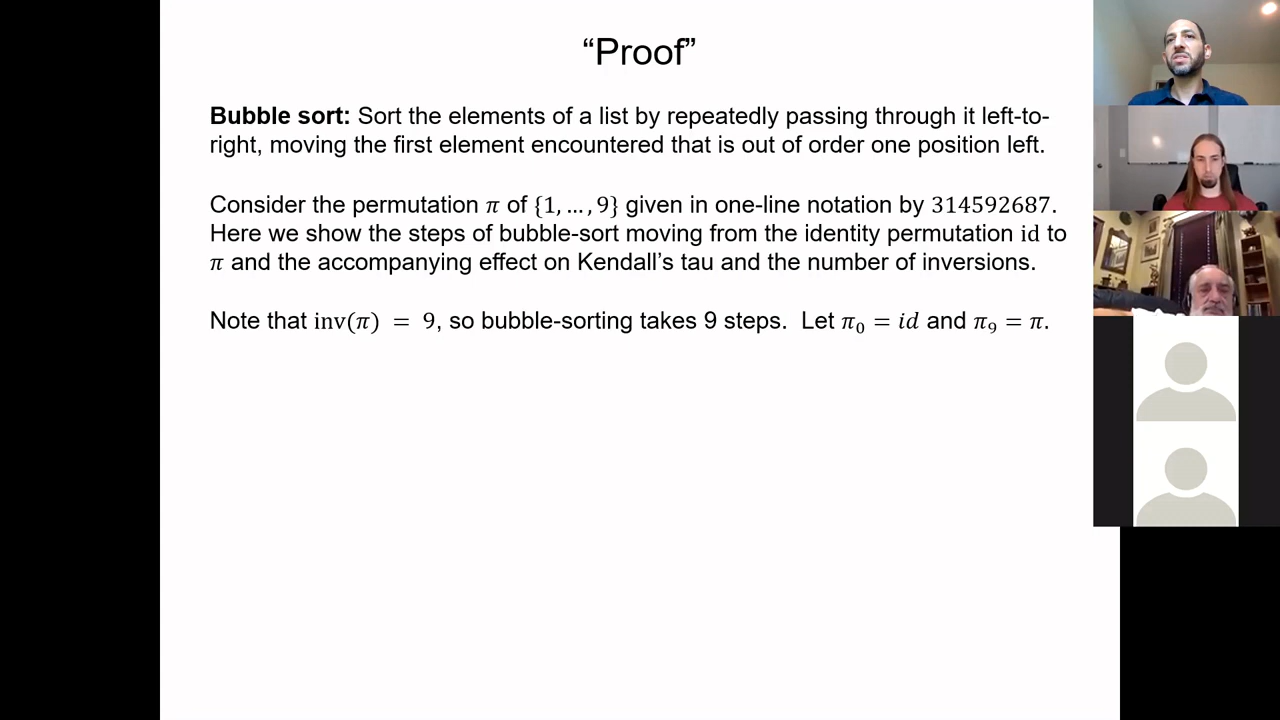 “Proof”
Bubble sort: Sort the elements of a list by repeatedly passing through it left-to-
right, moving the first element encountered that is out of order one position left.
Consider the permutation π of {1, … , 9} given in one-line notation by 314592687.
Here we show the steps of bubble-sort moving from the identity permutation id to
π and the accompanying effect on Kendall’s tau and the number of inversions.
Note that inv(π) = 9, so bubble-sorting takes 9 steps. Let π₀ = id and π₉ = π.